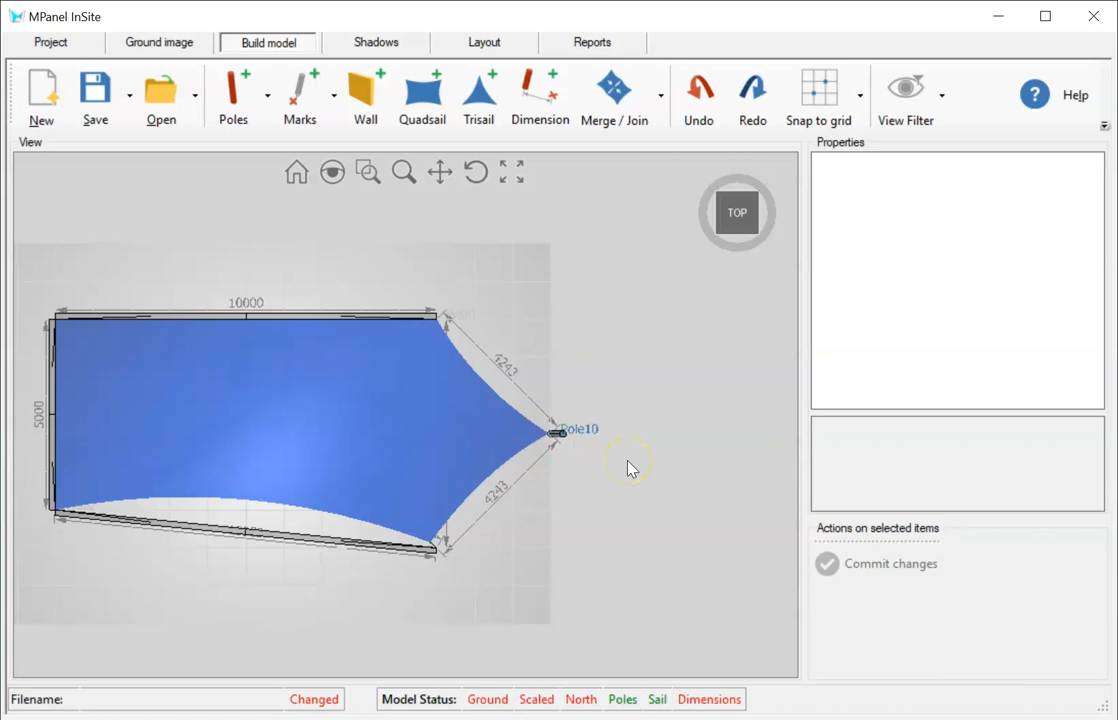 MPanel InSite
Project Ground image Build model Shadows Layout Reports
New Save Open Poles Marks Wall Quadsail Trisail Dimension Merge / Join Undo Redo Snap to grid View Filter ? Help
View Properties
TOP
10000
4243
5000
Pole10
4243
Actions on selected items
Commit changes
Filename: Changed Model Status: Ground Scaled North Poles Sail Dimensions